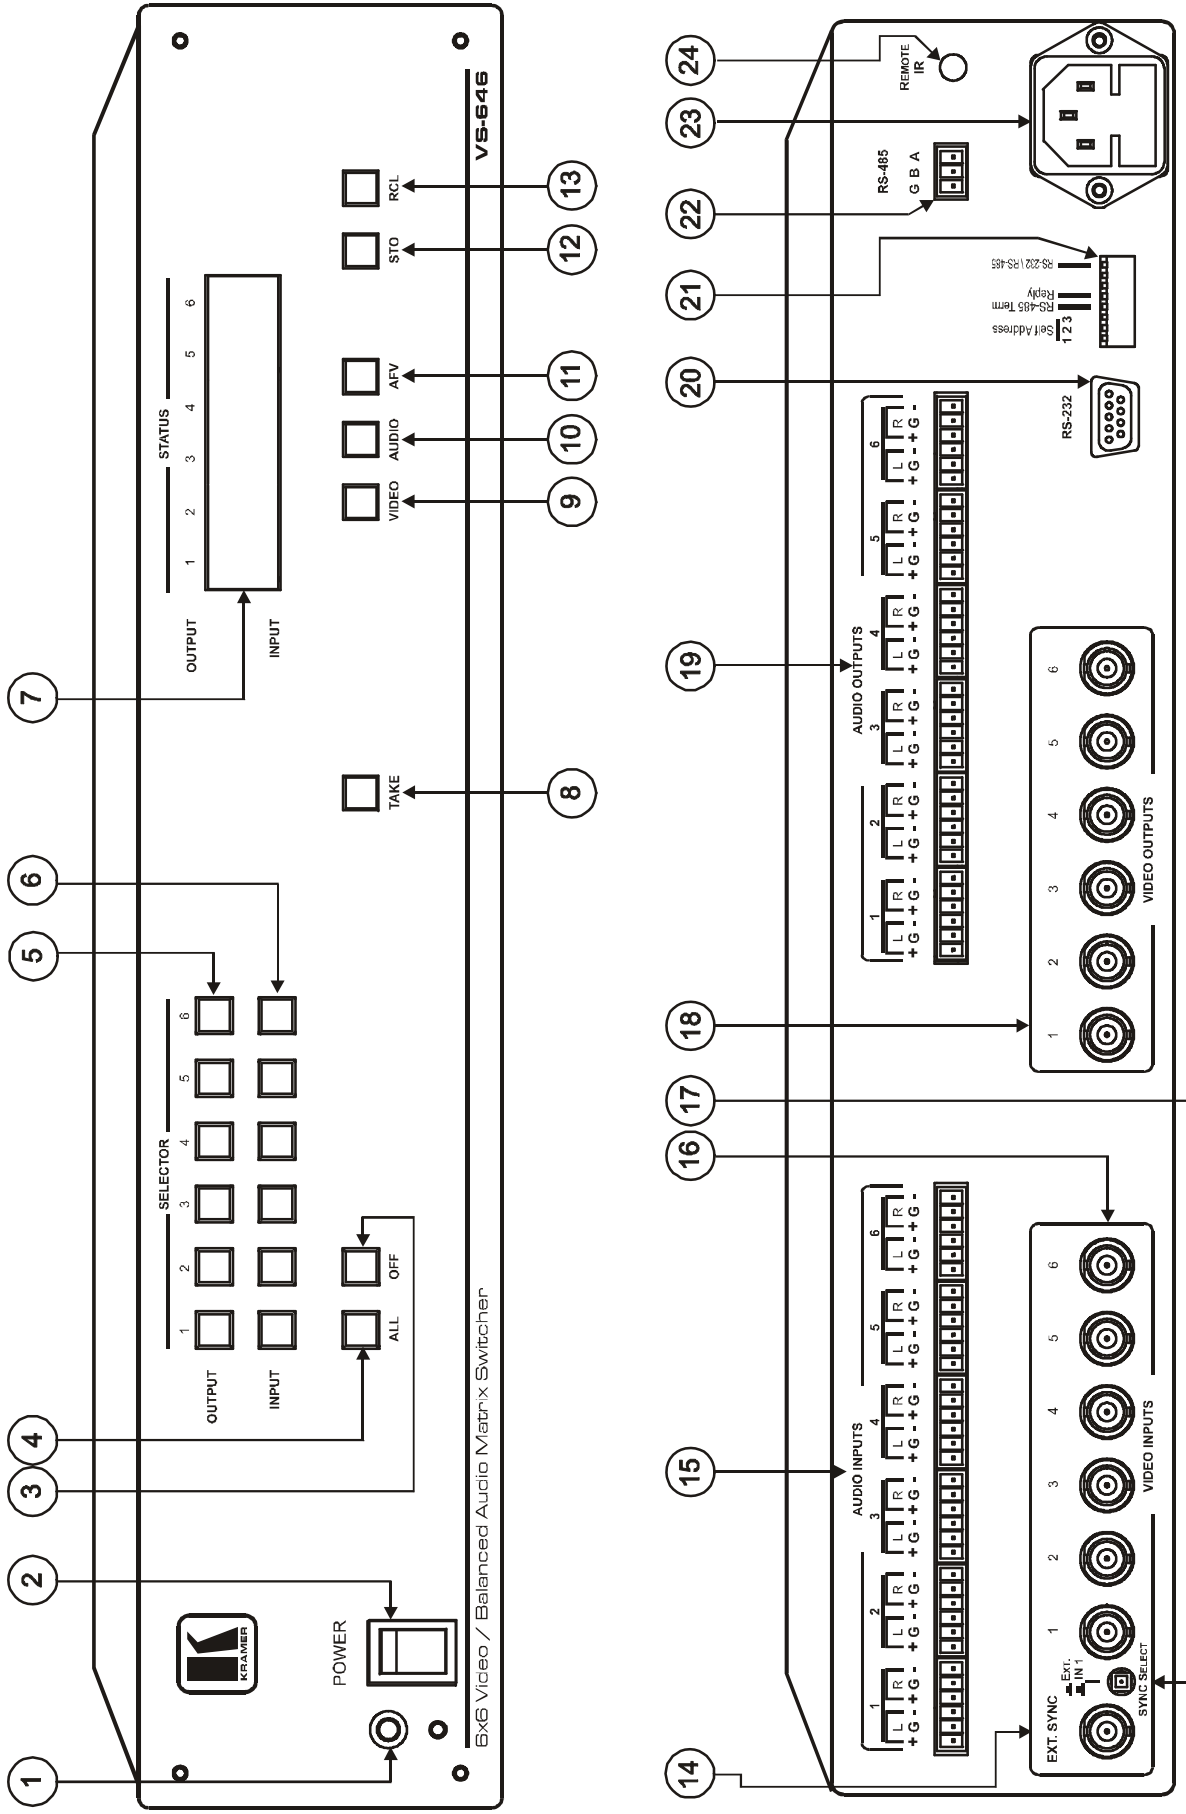 1 2 3 4 5 6 7
KRAMER
POWER
SELECTOR
1 2 3 4 5 6
OUTPUT
INPUT
ALL
OFF
TAKE
STATUS
1 2 3 4 5 6
OUTPUT
INPUT
VIDEO
AUDIO
AFV
STO
RCL
6x6 Video / Balanced Audio Matrix Switcher
VS-646
8 9 10 11 12 13
14 15 16 17 18 19 20 21 22 23 24
AUDIO INPUTS
1 2 3 4 5 6
L R L R L R L R L R L R
+ G - + G - + G - + G - + G - + G - + G - + G - + G - + G - + G - + G -
AUDIO OUTPUTS
1 2 3 4 5 6
L R L R L R L R L R L R
+ G - + G - + G - + G - + G - + G - + G - + G - + G - + G - + G - + G -
RS-485
G B A
REMOTE
IR
EXT. SYNC
EXT.
IN 1
SYNC SELECT
1 2 3 4 5 6
VIDEO INPUTS
1 2 3 4 5 6
VIDEO OUTPUTS
RS-232
Self Address
1 2 3
RS-485 Term
Reply
RS-232 \ RS-485